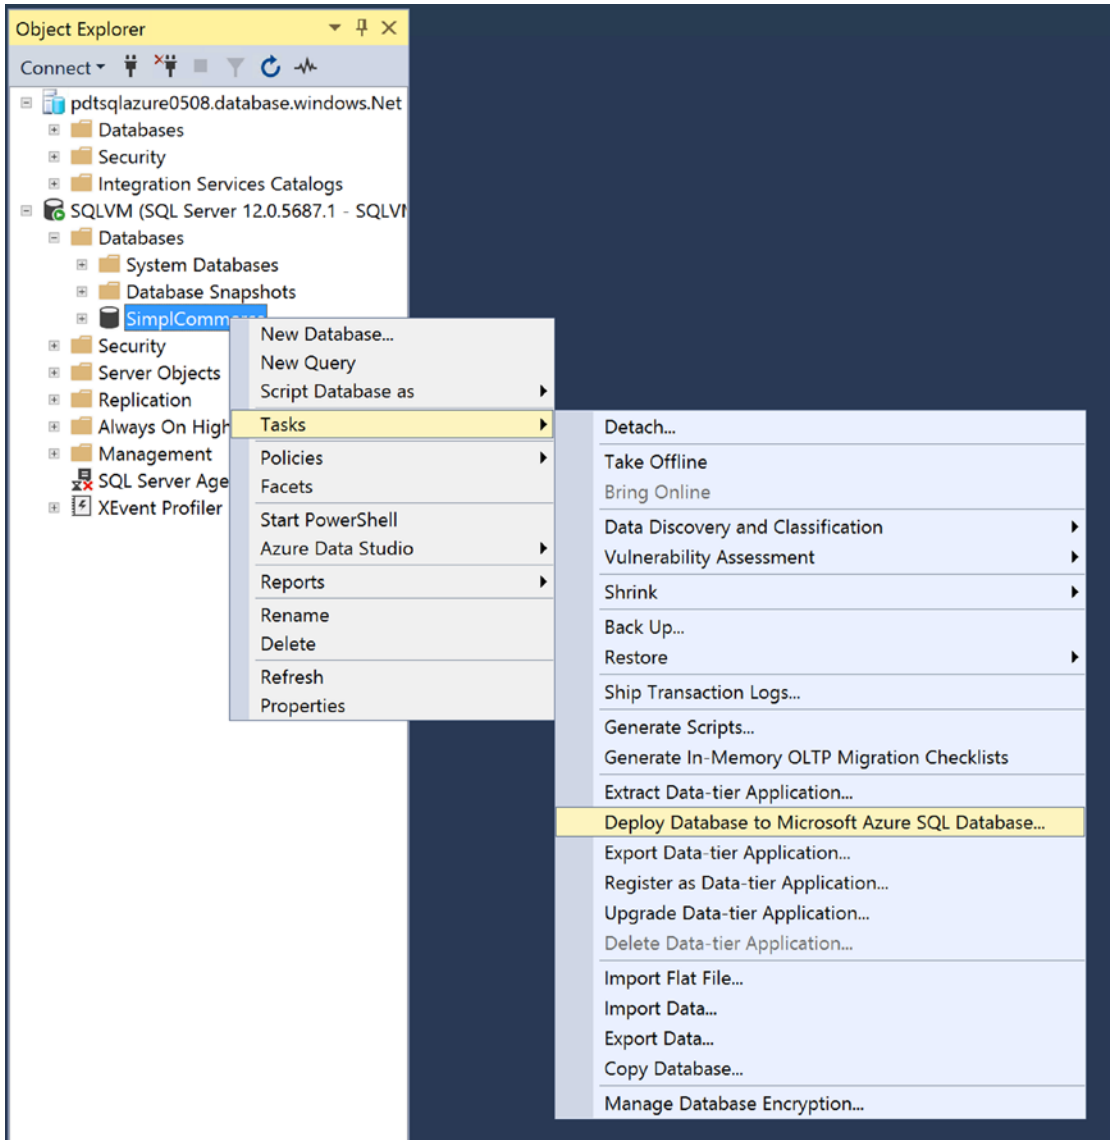 Object Explorer
Connect
pdtsqlazure0508.database.windows.Net
Databases
Security
Integration Services Catalogs
SQLVM (SQL Server 12.0.5687.1 - SQLVM
Databases
System Databases
Database Snapshots
SimplCommerce
Security
Server Objects
Replication
Always On High
Management
SQL Server Age
XEvent Profiler
New Database...
New Query
Script Database as
Tasks
Policies
Facets
Start PowerShell
Azure Data Studio
Reports
Rename
Delete
Refresh
Properties
Detach...
Take Offline
Bring Online
Data Discovery and Classification
Vulnerability Assessment
Shrink
Back Up...
Restore
Ship Transaction Logs...
Generate Scripts...
Generate In-Memory OLTP Migration Checklists
Extract Data-tier Application...
Deploy Database to Microsoft Azure SQL Database...
Export Data-tier Application...
Register as Data-tier Application...
Upgrade Data-tier Application...
Delete Data-tier Application...
Import Flat File...
Import Data...
Export Data...
Copy Database...
Manage Database Encryption...